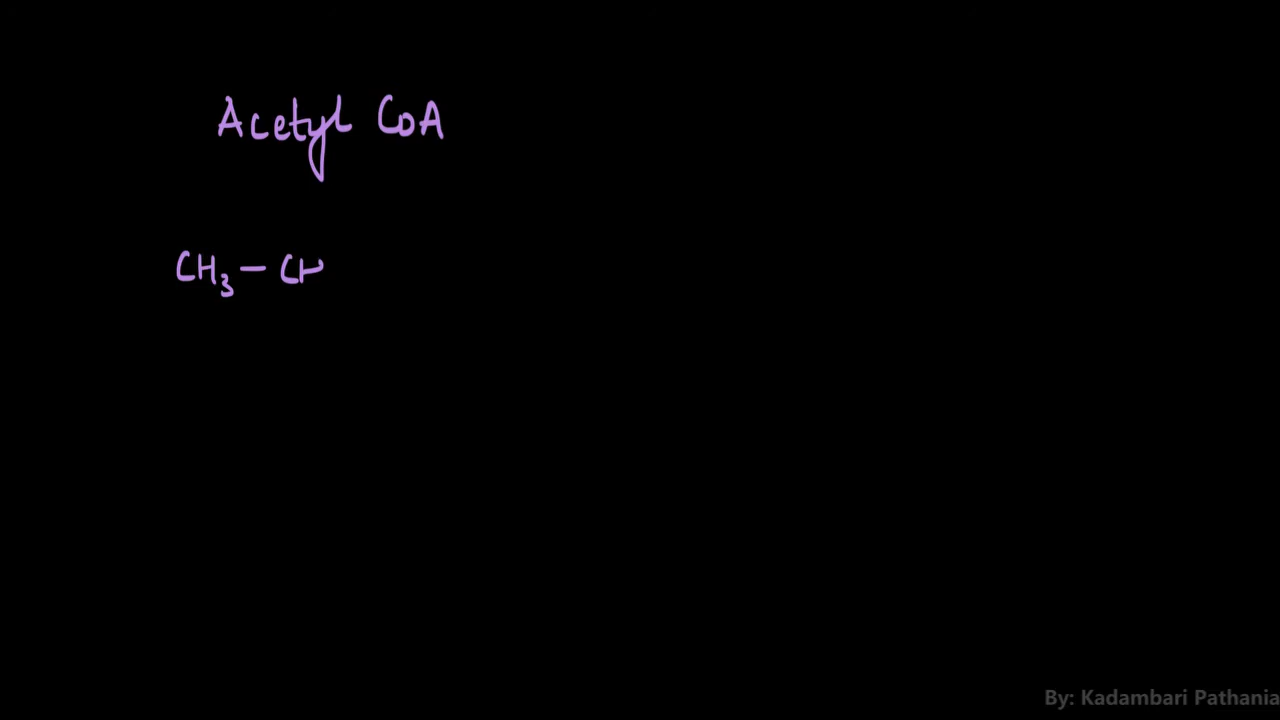 Acetyl CoA
CH₃ — CH
By: Kadambari Pathania